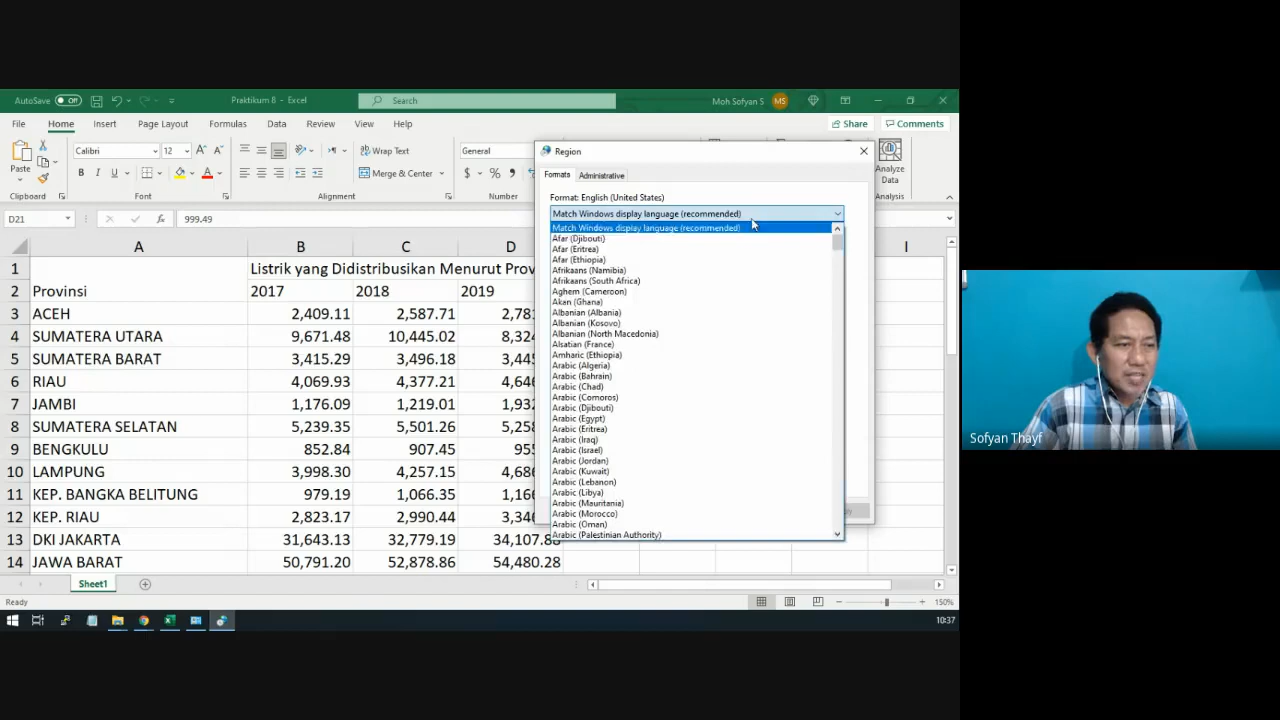 AutoSave Off
Praktikum 8 - Excel
Search
Moh Sofyan S
MS
File Home Insert Page Layout Formulas Data Review View Help
Share Comments
Paste
Calibri 12
Wrap Text
General
Merge & Center
B I U
$ % ,
Analyze
Data
Clipboard Font Alignment Number Analysis
D21 fx 999.49
A B C D I
1 Listrik yang Didistribusikan Menurut Prov
2 Provinsi 2017 2018 2019
3 ACEH 2,409.11 2,587.71
4 SUMATERA UTARA 9,671.48 10,445.02
5 SUMATERA BARAT 3,415.29 3,496.18
6 RIAU 4,069.93 4,377.21
7 JAMBI 1,176.09 1,219.01
8 SUMATERA SELATAN 5,239.35 5,501.26
9 BENGKULU 852.84 907.45
10 LAMPUNG 3,998.30 4,257.15
11 KEP. BANGKA BELITUNG 979.19 1,066.35
12 KEP. RIAU 2,823.17 2,990.44
13 DKI JAKARTA 31,643.13 32,779.19 34,107.88
14 JAWA BARAT 50,791.20 52,878.86 54,480.28
Sheet1
Ready
150%
10:37
Region
Formats Administrative
Format: English (United States)
Match Windows display language (recommended)
Match Windows display language (recommended)
Afar (Djibouti)
Afar (Eritrea)
Afar (Ethiopia)
Afrikaans (Namibia)
Afrikaans (South Africa)
Aghem (Cameroon)
Akan (Ghana)
Albanian (Albania)
Albanian (Kosovo)
Albanian (North Macedonia)
Alsatian (France)
Amharic (Ethiopia)
Arabic (Algeria)
Arabic (Bahrain)
Arabic (Chad)
Arabic (Comoros)
Arabic (Djibouti)
Arabic (Egypt)
Arabic (Eritrea)
Arabic (Iraq)
Arabic (Israel)
Arabic (Jordan)
Arabic (Kuwait)
Arabic (Lebanon)
Arabic (Libya)
Arabic (Mauritania)
Arabic (Morocco)
Arabic (Oman)
Arabic (Palestinian Authority)
Sofyan Thayf